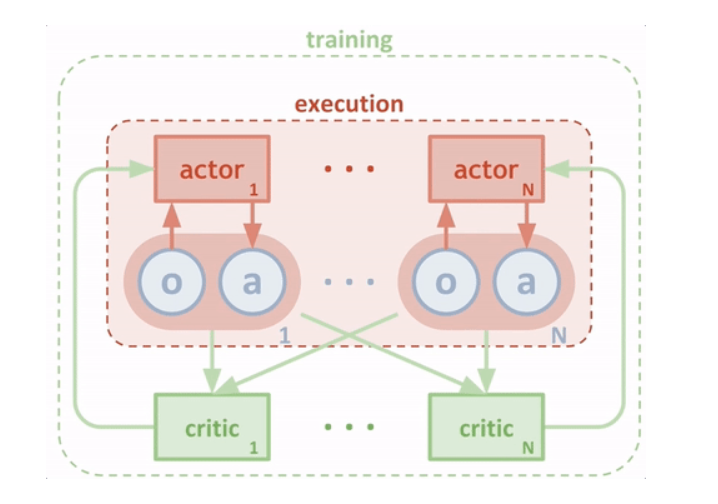 training
execution
actor 1 ... actor N
o a ... o a
1 N
critic 1 ... critic N